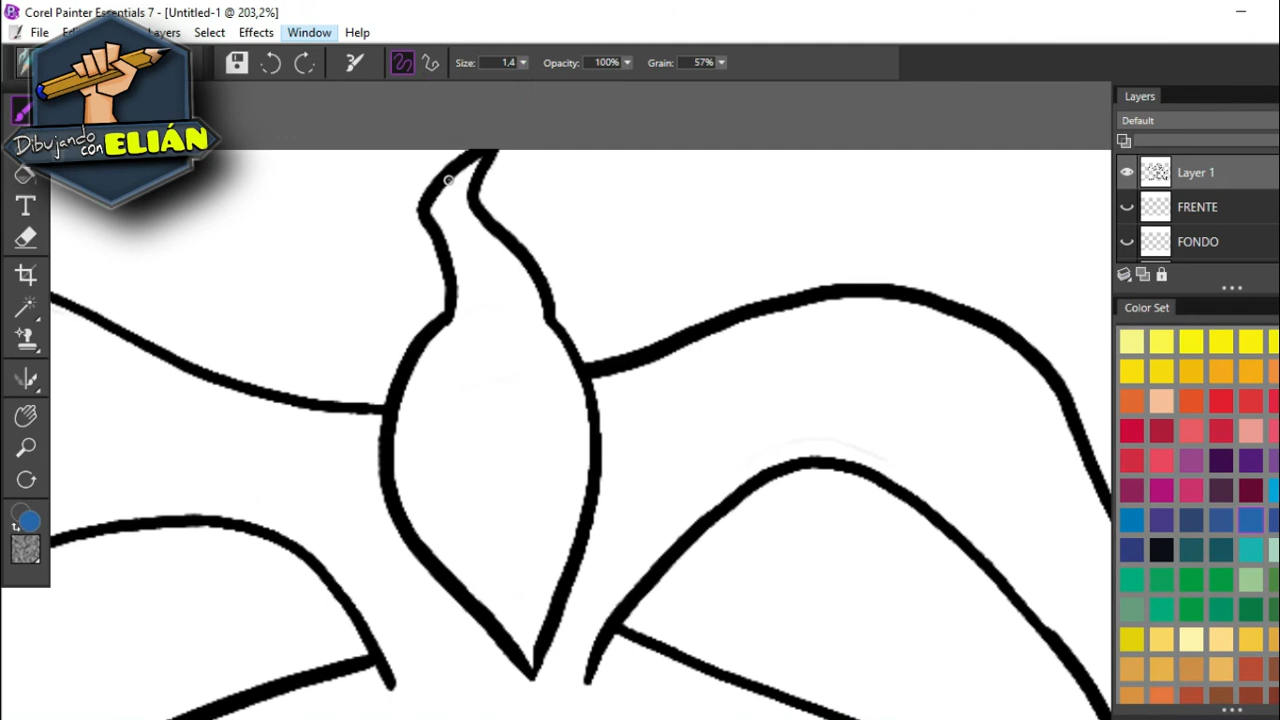 Corel Painter Essentials 7 - [Untitled-1 @ 203,2%]
File Layers Select Effects Window Help
Size: 1,4 Opacity: 100% Grain: 57%
Dibujando
con ELIÁN
T
Layers
Default
Layer 1
FRENTE
FONDO
Color Set